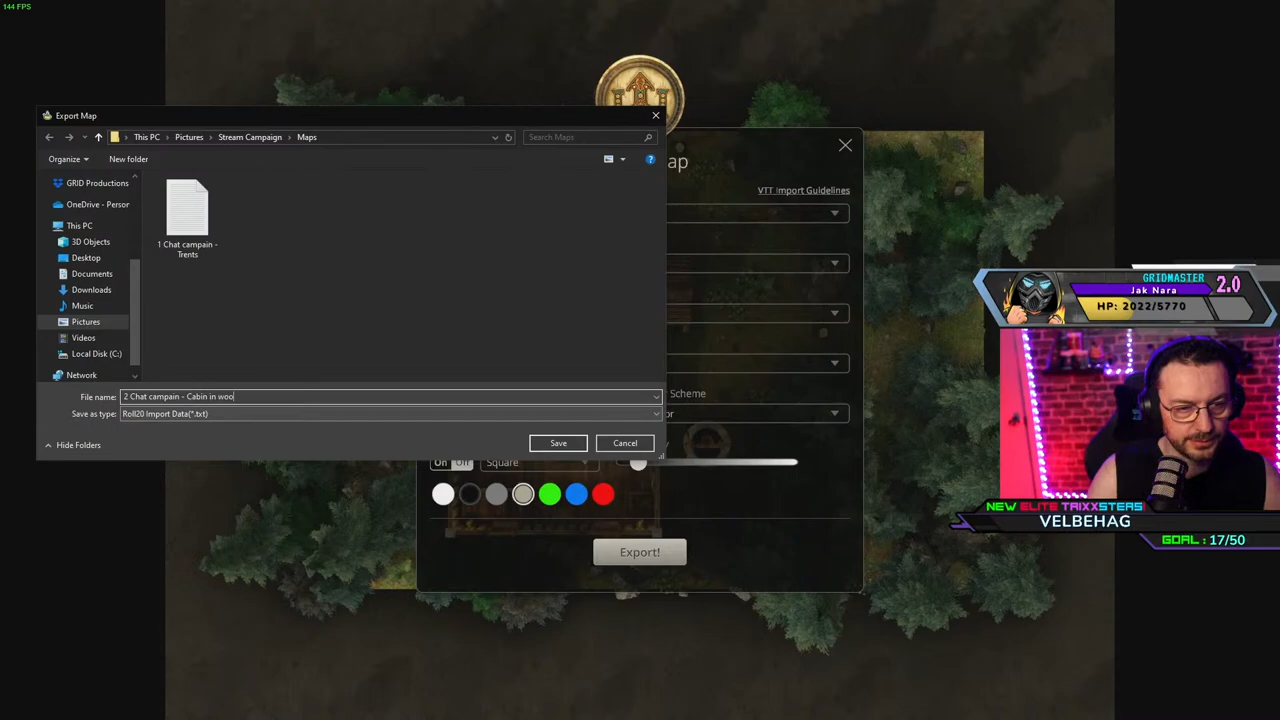 144 FPS
Export Map
This PC
Pictures
Stream Campaign
Maps
Search Maps
Organize
New folder
GRID Productions
OneDrive - Person
This PC
3D Objects
Desktop
Documents
Downloads
Music
Pictures
Videos
Local Disk (C:)
Network
1 Chat campain -
Trents
File name:
2 Chat campain - Cabin in woo
Save as type:
Roll20 Import Data(*.txt)
Hide Folders
Save
Cancel
ap
VTT Import Guidelines
Scheme
or
On
Off
Square
Export!
GRIDMASTER
2.0
Jak Nara
HP: 2022/5770
NEW ELITE TRIXXSTERS!
VELBEHAG
GOAL : 17/50